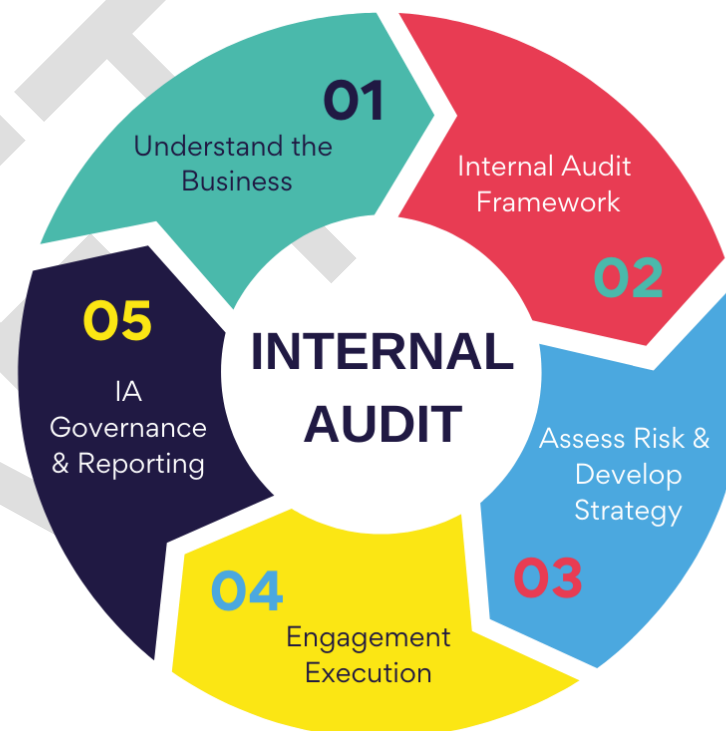 01
Understand the
Business
Internal Audit
Framework
02
Assess Risk &
Develop
Strategy
03
04
Engagement
Execution
05
IA
Governance
& Reporting
INTERNAL
AUDIT